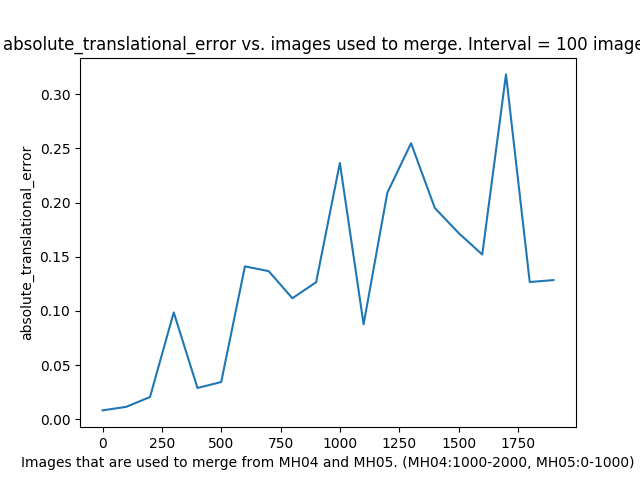 absolute_translational_error vs. images used to merge. Interval = 100 image
0.30
0.25
0.20
0.15
0.10
0.05
0.00
absolute_translational_error
0 250 500 750 1000 1250 1500 1750
Images that are used to merge from MH04 and MH05. (MH04:1000-2000, MH05:0-1000)